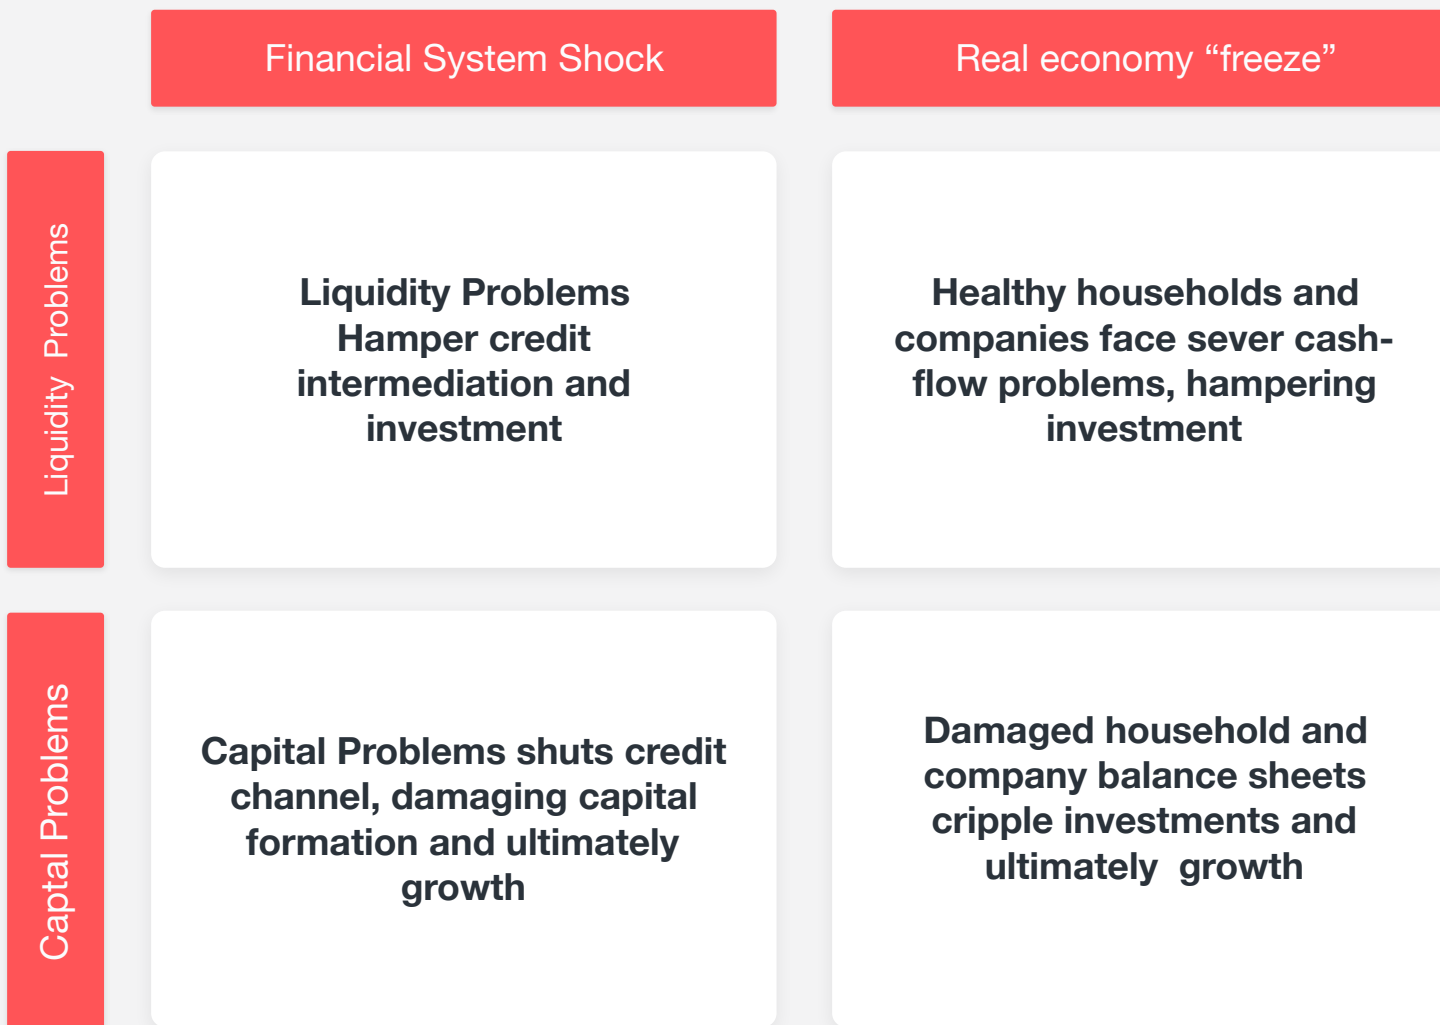 Financial System Shock
Real economy “freeze”
Liquidity  Problems
Liquidity Problems
Hamper credit
intermediation and
investment
Healthy households and
companies face sever cash-
flow problems, hampering
investment
Captal Problems
Capital Problems shuts credit
channel, damaging capital
formation and ultimately
growth
Damaged household and
company balance sheets
cripple investments and
ultimately  growth